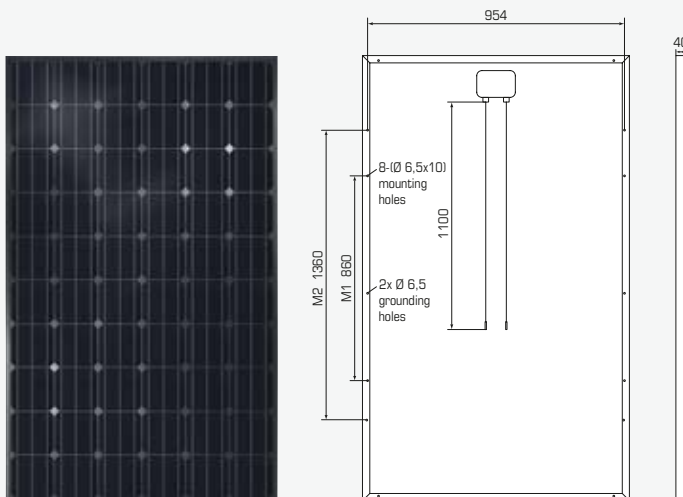 954
40
8-(Ø 6,5x10)
mounting
holes
1100
M2 1360
M1 860
2x Ø 6,5
grounding
holes